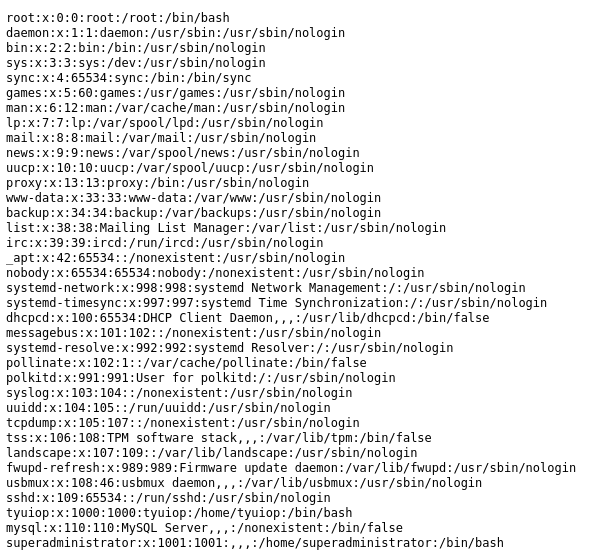 root:x:0:0:root:/root:/bin/bash
daemon:x:1:1:daemon:/usr/sbin:/usr/sbin/nologin
bin:x:2:2:bin:/bin:/usr/sbin/nologin
sys:x:3:3:sys:/dev:/usr/sbin/nologin
sync:x:4:65534:sync:/bin:/bin/sync
games:x:5:60:games:/usr/games:/usr/sbin/nologin
man:x:6:12:man:/var/cache/man:/usr/sbin/nologin
lp:x:7:7:lp:/var/spool/lpd:/usr/sbin/nologin
mail:x:8:8:mail:/var/mail:/usr/sbin/nologin
news:x:9:9:news:/var/spool/news:/usr/sbin/nologin
uucp:x:10:10:uucp:/var/spool/uucp:/usr/sbin/nologin
proxy:x:13:13:proxy:/bin:/usr/sbin/nologin
www-data:x:33:33:www-data:/var/www:/usr/sbin/nologin
backup:x:34:34:backup:/var/backups:/usr/sbin/nologin
list:x:38:38:Mailing List Manager:/var/list:/usr/sbin/nologin
irc:x:39:39:ircd:/run/ircd:/usr/sbin/nologin
_apt:x:42:65534::/nonexistent:/usr/sbin/nologin
nobody:x:65534:65534:nobody:/nonexistent:/usr/sbin/nologin
systemd-network:x:998:998:systemd Network Management:/:/usr/sbin/nologin
systemd-timesync:x:997:997:systemd Time Synchronization:/:/usr/sbin/nologin
dhcpcd:x:100:65534:DHCP Client Daemon,,,:/usr/lib/dhcpcd:/bin/false
messagebus:x:101:102::/nonexistent:/usr/sbin/nologin
systemd-resolve:x:992:992:systemd Resolver:/:/usr/sbin/nologin
pollinate:x:102:1::/var/cache/pollinate:/bin/false
polkitd:x:991:991:User for polkitd:/:/usr/sbin/nologin
syslog:x:103:104::/nonexistent:/usr/sbin/nologin
uuidd:x:104:105::/run/uuidd:/usr/sbin/nologin
tcpdump:x:105:107::/nonexistent:/usr/sbin/nologin
tss:x:106:108:TPM software stack,,,:/var/lib/tpm:/bin/false
landscape:x:107:109::/var/lib/landscape:/usr/sbin/nologin
fwupd-refresh:x:989:989:Firmware update daemon:/var/lib/fwupd:/usr/sbin/nologin
usbmux:x:108:46:usbmux daemon,,,:/var/lib/usbmux:/usr/sbin/nologin
sshd:x:109:65534::/run/sshd:/usr/sbin/nologin
tyuiop:x:1000:1000:tyuiop:/home/tyuiop:/bin/bash
mysql:x:110:110:MySQL Server,,,:/nonexistent:/bin/false
superadministrator:x:1001:1001:,,,:/home/superadministrator:/bin/bash